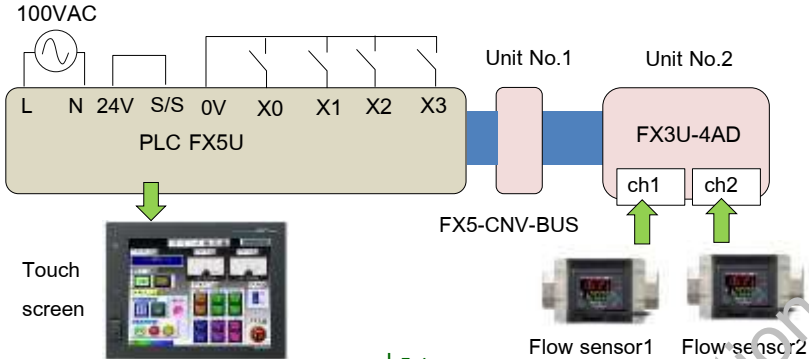 100VAC
Unit No.1
Unit No.2
L N 24V S/S 0V X0 X1 X2 X3
PLC FX5U
FX3U-4AD
ch1 ch2
FX5-CNV-BUS
Touch
screen
Flow sensor1 Flow sensor2